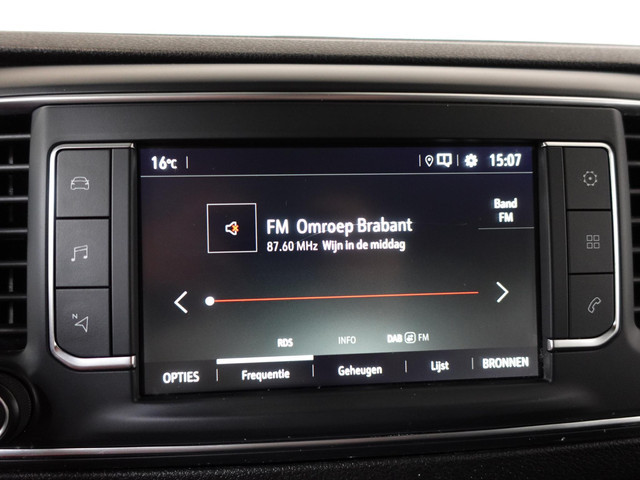 16°C
15:07
FM Omroep Brabant
87.60 MHz Wijn in de middag
Band
FM
RDS
INFO
DAB FM
OPTIES
Frequentie
Geheugen
Lijst
BRONNEN
N